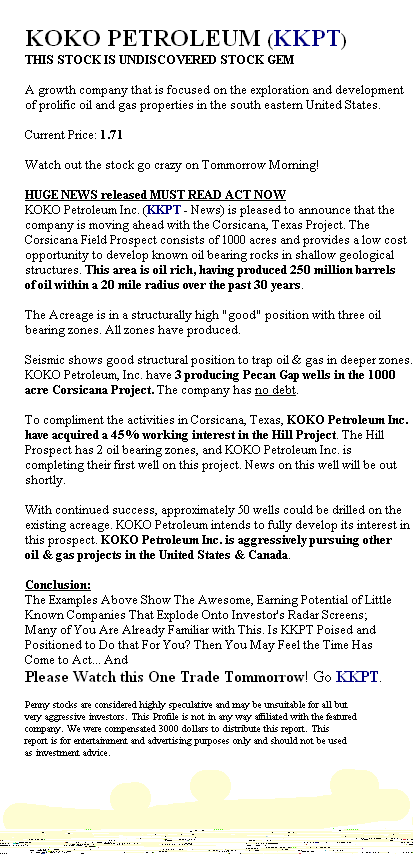 KOKO PETROLEUM (KKPT)
THIS STOCK IS UNDISCOVERED STOCK GEM
A growth company that is focused on the exploration and development
of prolific oil and gas properties in the south eastern United States.
Current Price: 1.71
Watch out the stock go crazy on Tommorrow Morning!
HUGE NEWS released MUST READ ACT NOW
KOKO Petroleum Inc. (KKPT - News) is pleased to announce that the
company is moving ahead with the Corsicana, Texas Project. The
Corsicana Field Prospect consists of 1000 acres and provides a low cost
opportunity to develop known oil bearing rocks in shallow geological
structures. This area is oil rich, having produced 250 million barrels
of oil within a 20 mile radius over the past 30 years.
The Acreage is in a structurally high "good" position with three oil
bearing zones. All zones have produced.
Seismic shows good structural position to trap oil & gas in deeper zones.
KOKO Petroleum, Inc. have 3 producing Pecan Gap wells in the 1000
acre Corsicana Project. The company has no debt.
To compliment the activities in Corsicana, Texas, KOKO Petroleum Inc.
have acquired a 45% working interest in the Hill Project. The Hill
Prospect has 2 oil bearing zones, and KOKO Petroleum Inc. is
completing their first well on this project. News on this well will be out
shortly.
With continued success, approximately 50 wells could be drilled on the
existing acreage. KOKO Petroleum intends to fully develop its interest in
this prospect. KOKO Petroleum Inc. is aggressively pursuing other
oil & gas projects in the United States & Canada.
Conclusion:
The Examples Above Show The Awesome, Earning Potential of Little
Known Companies That Explode Onto Investor's Radar Screens;
Many of You Are Already Familiar with This. Is KKPT Poised and
Positioned to Do that For You? Then You May Feel the Time Has
Come to Act... And
Please Watch this One Trade Tommorrow! Go KKPT.
Penny stocks are considered highly speculative and may be unsuitable for all but
very aggressive investors. This Profile is not in any way affiliated with the featured
company. We were compensated 3000 dollars to distribute this report. This
report is for entertainment and advertising purposes only and should not be used
as investment advice.